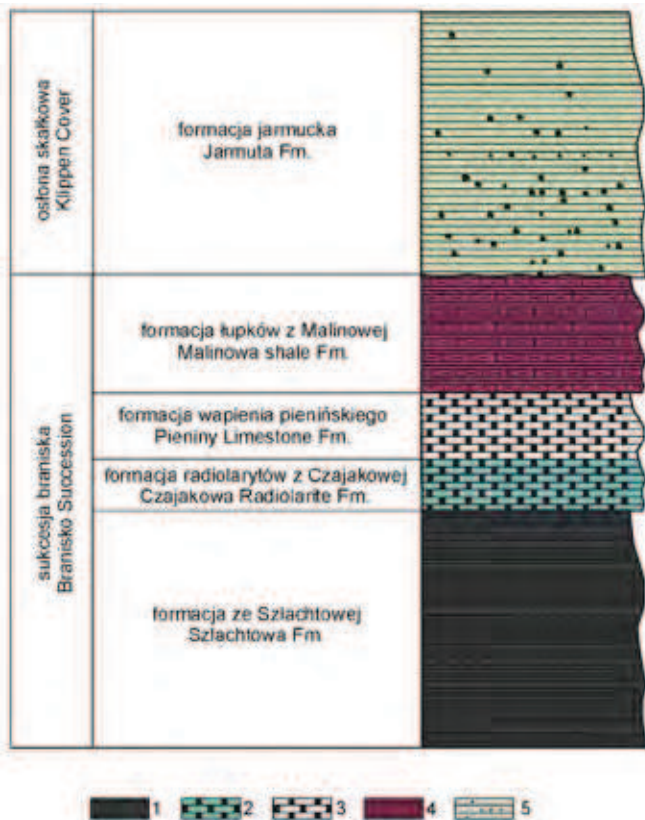 osłona skałkowa
Klippen Cover
formacja jarmucka
Jarmuta Fm.
sukcesja braniska
Branisko Succession
formacja łupków z Malinowej
Malinowa shale Fm.
formacja wapienia pienińskiego
Pieniny Limestone Fm.
formacja radiolarytów z Czajakowej
Czajakowa Radiolarite Fm.
formacja ze Szlachtowej
Szlachtowa Fm
1 2 3 4 5